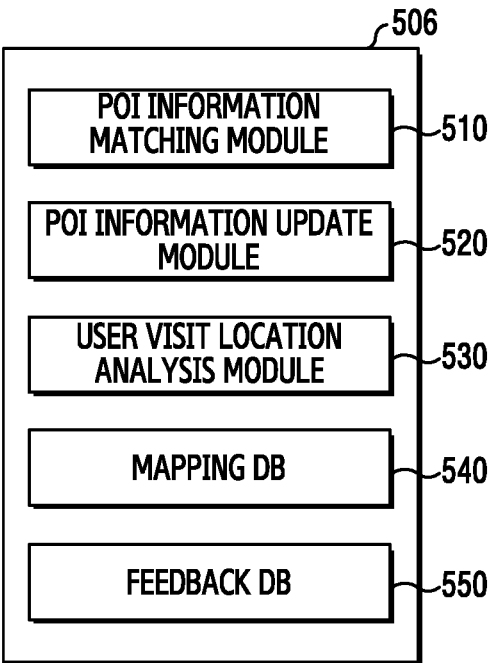 506
POI INFORMATION
MATCHING MODULE
510
POI INFORMATION UPDATE
MODULE
520
USER VISIT LOCATION
ANALYSIS MODULE
530
MAPPING DB
540
FEEDBACK DB
550